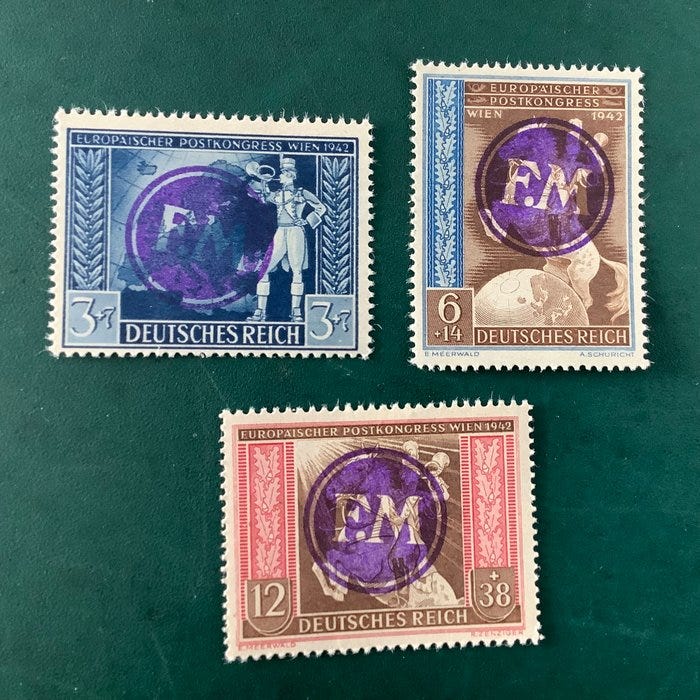 EUROPÄISCHER POSTKONGRESS WIEN 1942
F.M
3+7 DEUTSCHES REICH 3+7
EUROPÄISCHER
POSTKONGRESS
WIEN 1942
F.M
6
+14 DEUTSCHES REICH
E.MEERWALD A.SCHURICHT
EUROPÄISCHER POSTKONGRESS WIEN 1942
F.M
12 +38
DEUTSCHES REICH
E.MEERWALD R.ZENZIGER